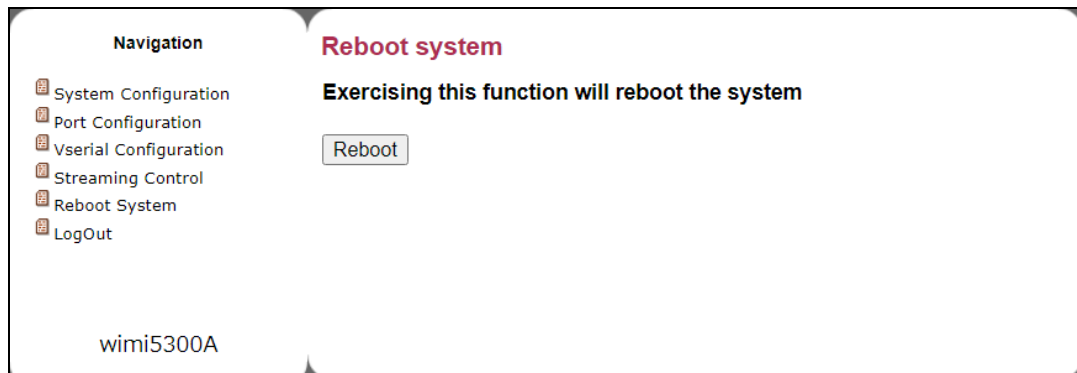 Navigation
System Configuration
Port Configuration
Vserial Configuration
Streaming Control
Reboot System
LogOut
wimi5300A
Reboot system
Exercising this function will reboot the system
Reboot